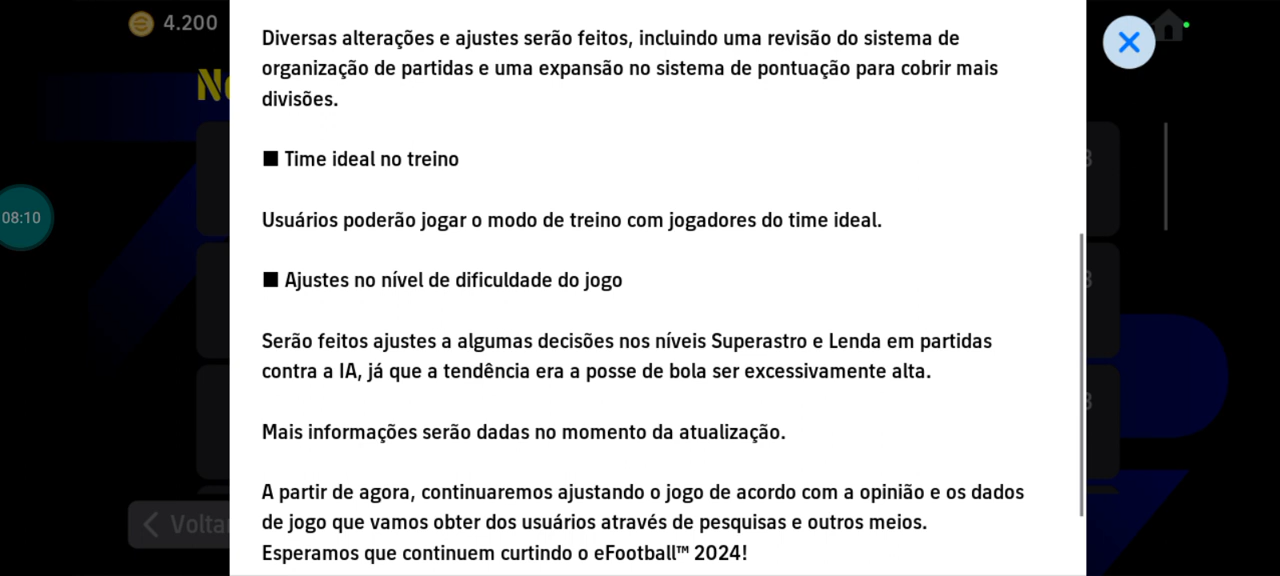 4.200
Diversas alterações e ajustes serão feitos, incluindo uma revisão do sistema de
organização de partidas e uma expansão no sistema de pontuação para cobrir mais
divisões.
■ Time ideal no treino
08:10
Usuários poderão jogar o modo de treino com jogadores do time ideal.
■ Ajustes no nível de dificuldade do jogo
Serão feitos ajustes a algumas decisões nos níveis Superastro e Lenda em partidas
contra a IA, já que a tendência era a posse de bola ser excessivamente alta.
Mais informações serão dadas no momento da atualização.
A partir de agora, continuaremos ajustando o jogo de acordo com a opinião e os dados
de jogo que vamos obter dos usuários através de pesquisas e outros meios.
Voltar
Esperamos que continuem curtindo o eFootball™ 2024!